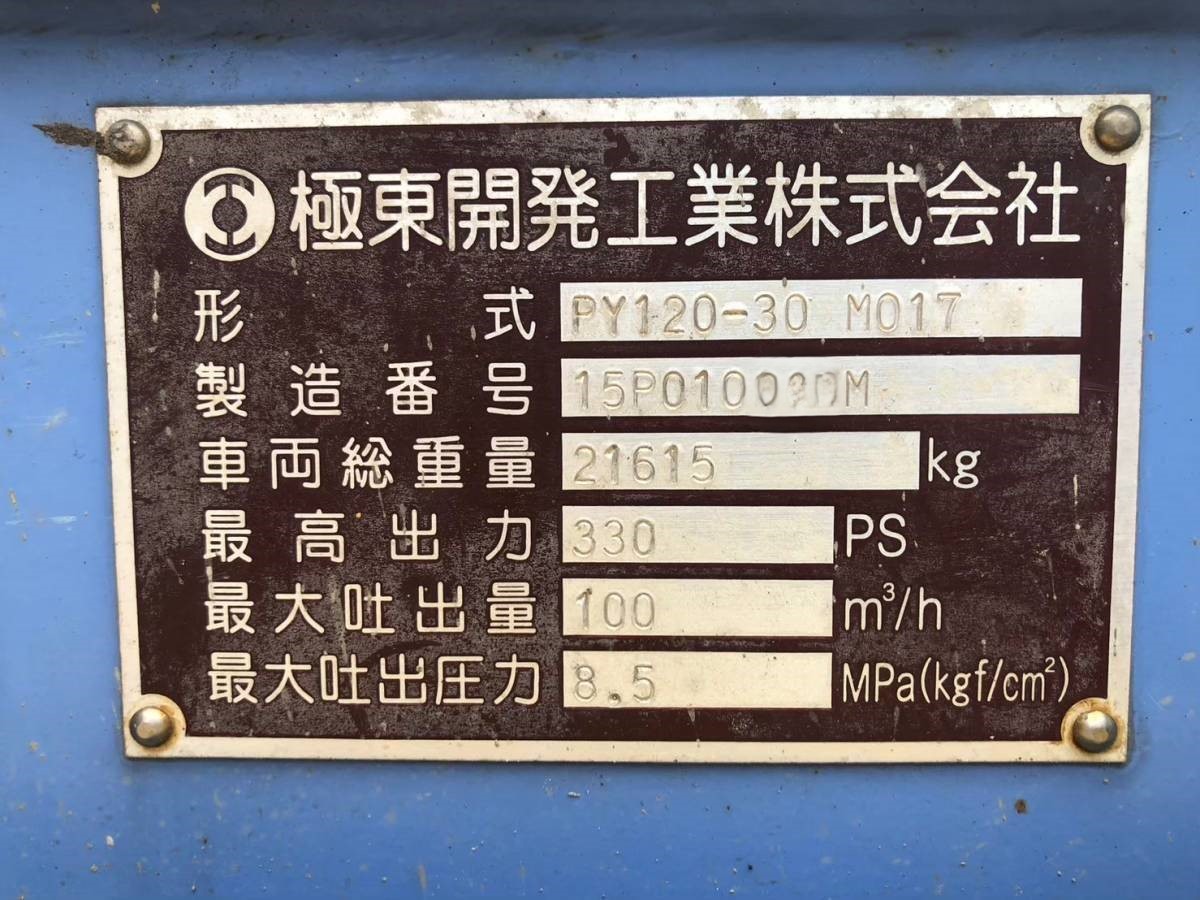 極東開発工業株式会社
形式 PY120-30 M017
製造番号
車両総重量 21615 kg
最高出力 330 PS
最大吐出量 100 m³/h
最大吐出圧力 8.5 MPa(kgf/cm²)